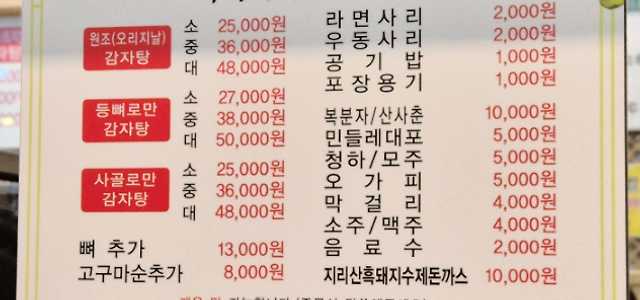 원조(오리지날)
감자탕
소 25,000원
중 36,000원
대 48,000원
등뼈로만
감자탕
소 27,000원
중 38,000원
대 50,000원
사골로만
감자탕
소 25,000원
중 36,000원
대 48,000원
뼈 추가 13,000원
고구마순추가 8,000원
라면사리 2,000원
우동사리 2,000원
공기밥 1,000원
포장용기 1,000원
복분자/산사춘 10,000원
민들레대포 5,000원
청하/모주 5,000원
오가피 5,000원
막걸리 4,000원
소주/맥주 4,000원
음료수 2,000원
지리산흑돼지수제돈까스 10,000원